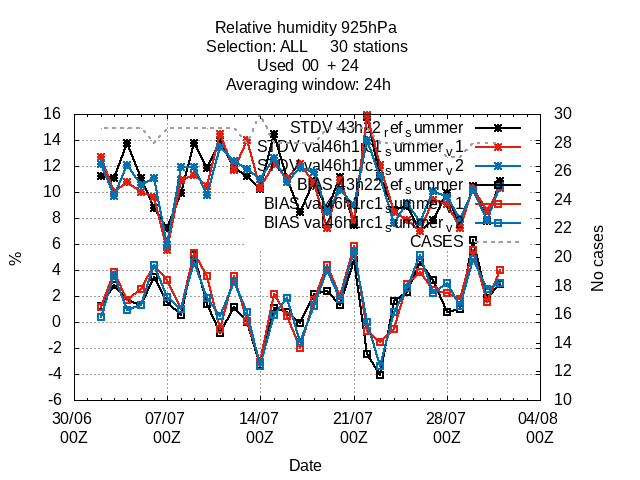 Relative humidity 925hPa
Selection: ALL 30 stations
Used 00 + 24
Averaging window: 24h
STDV 43h22_ref_summer
STDV val46h1rc1_summer_v1
STDV val46h1rc1_summer_v2
BIAS 43h22_ref_summer
BIAS val46h1rc1_summer_v1
BIAS val46h1rc1_summer_v2
CASES
16
14
12
10
8
6
4
2
0
-2
-4
-6
%
30
28
26
24
22
20
18
16
14
12
10
No cases
30/06 07/07 14/07 21/07 28/07 04/08
00Z 00Z 00Z 00Z 00Z 00Z
Date